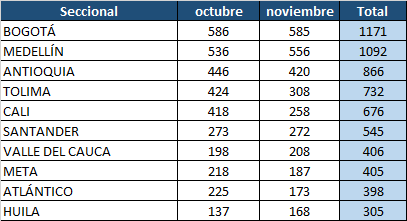 Seccional octubre noviembre Total
BOGOTÁ 586 585 1171
MEDELLÍN 536 556 1092
ANTIOQUIA 446 420 866
TOLIMA 424 308 732
CALI 418 258 676
SANTANDER 273 272 545
VALLE DEL CAUCA 198 208 406
META 218 187 405
ATLÁNTICO 225 173 398
HUILA 137 168 305